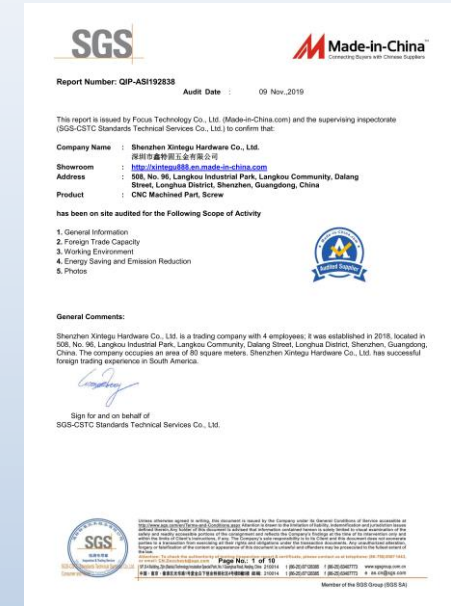 SGS
Made-in-China
Connecting Buyers with Chinese Suppliers
Report Number: QIP-ASI192838
Audit Date : 09 Nov.,2019
This report is issued by Focus Technology Co., Ltd. (Made-in-China.com) and the supervising inspectorate
(SGS-CSTC Standards Technical Services Co., Ltd.) to confirm that:
Company Name : Shenzhen Xintegu Hardware Co., Ltd.
深圳市鑫特固五金有限公司
Showroom : http://xintegu888.en.made-in-china.com
Address : 508, No. 96, Langkou Industrial Park, Langkou Community, Dalang
Street, Longhua District, Shenzhen, Guangdong, China
Product : CNC Machined Part, Screw
has been on site audited for the Following Scope of Activity
1. General Information
2. Foreign Trade Capacity
3. Working Environment
4. Energy Saving and Emission Reduction
5. Photos
Audited Supplier
General Comments:
Shenzhen Xintegu Hardware Co., Ltd. is a trading company with 4 employees; it was established in 2018, located in
508, No. 96, Langkou Industrial Park, Langkou Community, Dalang Street, Longhua District, Shenzhen, Guangdong,
China. The company occupies an area of 80 square meters. Shenzhen Xintegu Hardware Co., Ltd. has successful
foreign trading experience in South America.
Sign for and on behalf of
SGS-CSTC Standards Technical Services Co., Ltd.
SGS
Page No.: 1 of 10
Member of the SGS Group (SGS SA)